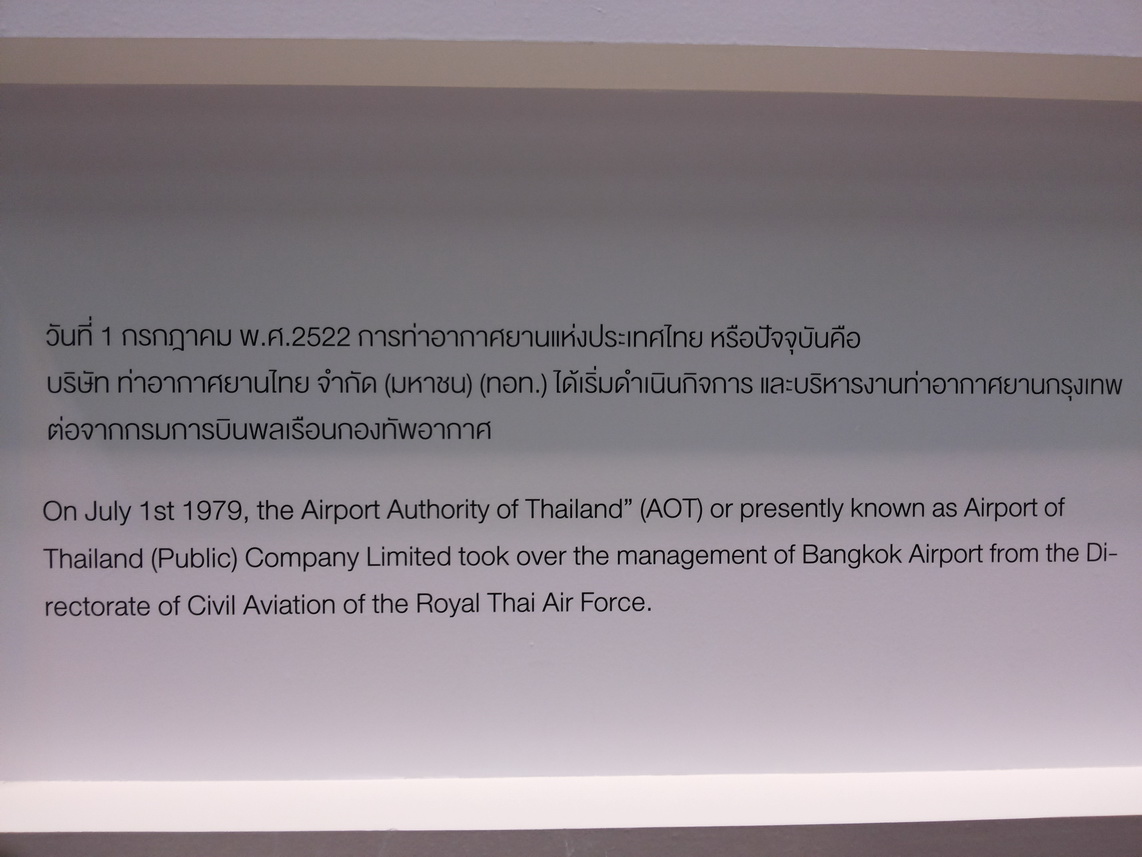 วันที่ 1 กรกฎาคม พ.ศ.2522 การท่าอากาศยานแห่งประเทศไทย หรือปัจจุบันคือ
บริษัท ท่าอากาศยานไทย จำกัด (มหาชน) (ทอท.) ได้เริ่มดำเนินกิจการ และบริหารงานท่าอากาศยานกรุงเทพ
ต่อจากกรมการบินพลเรือนกองทัพอากาศ
On July 1st 1979, the Airport Authority of Thailand” (AOT) or presently known as Airport of
Thailand (Public) Company Limited took over the management of Bangkok Airport from the Di-
rectorate of Civil Aviation of the Royal Thai Air Force.